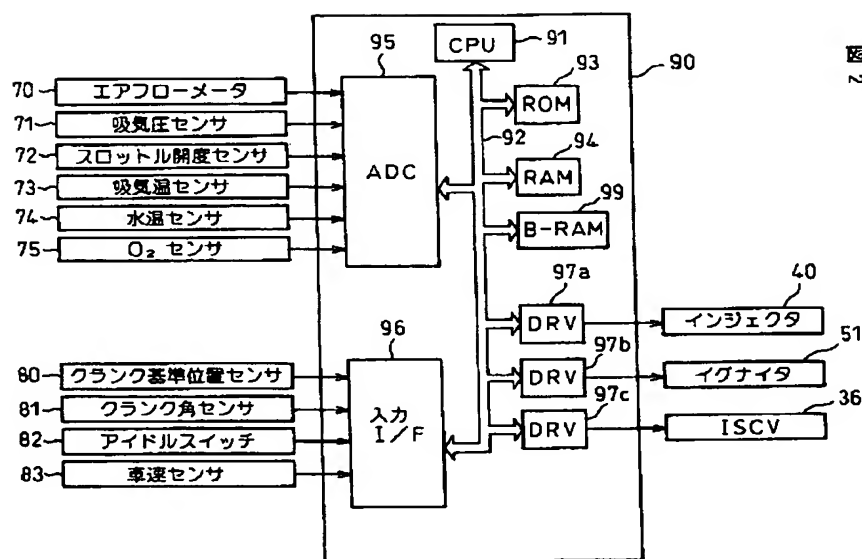 図2
90
CPU 91
95
93
ROM
92
94
RAM
99
B-RAM
ADC
70 エアフローメータ
71 吸気圧センサ
72 スロットル開度センサ
73 吸気温センサ
74 水温センサ
75 O₂ センサ
97a
DRV
40
インジェクタ
97b
DRV
51
イグナイタ
97c
DRV
36
ISCV
96
入力
I/F
80 クランク基準位置センサ
81 クランク角センサ
82 アイドルスイッチ
83 車速センサ